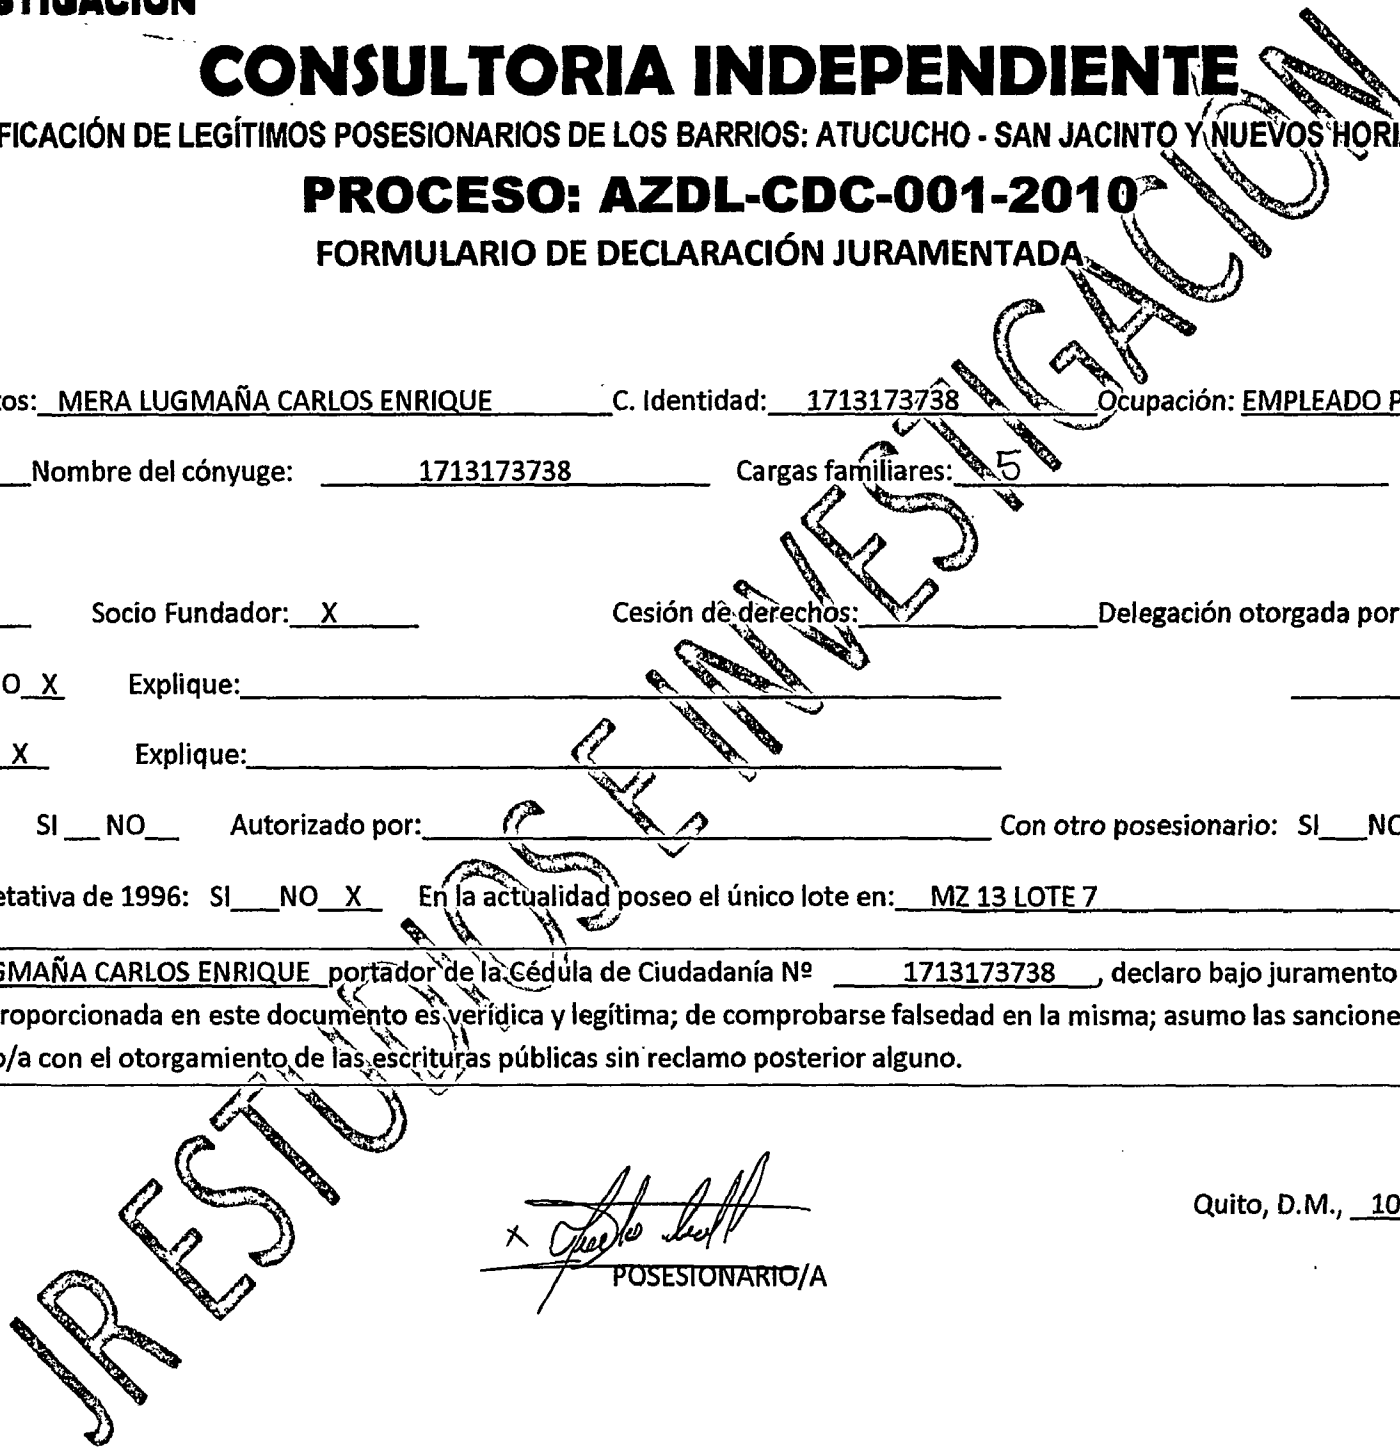 STIGACIÓN
CONSULTORIA INDEPENDIENTE
FICACIÓN DE LEGÍTIMOS POSESIONARIOS DE LOS BARRIOS: ATUCUCHO - SAN JACINTO Y NUEVOS HORI
PROCESO: AZDL-CDC-001-2010
FORMULARIO DE DECLARACIÓN JURAMENTADA
tos: MERA LUGMAÑA CARLOS ENRIQUE C. Identidad: 1713173738 Ocupación: EMPLEADO P
Nombre del cónyuge: 1713173738 Cargas familiares: 5
Socio Fundador: X Cesión de derechos: Delegación otorgada por
O X Explique:
X Explique:
SI NO Autorizado por: Con otro posesionario: SI NO
etativa de 1996: SI NO X En la actualidad poseo el único lote en: MZ 13 LOTE 7
GMAÑA CARLOS ENRIQUE portador de la Cédula de Ciudadanía Nº 1713173738 , declaro bajo juramento
roporcionada en este documento es verídica y legítima; de comprobarse falsedad en la misma; asumo las sancione
o/a con el otorgamiento de las escrituras públicas sin reclamo posterior alguno.
Quito, D.M., 10
X
POSESIONARIO/A
JR ESTUDIOS E INVESTIGACION